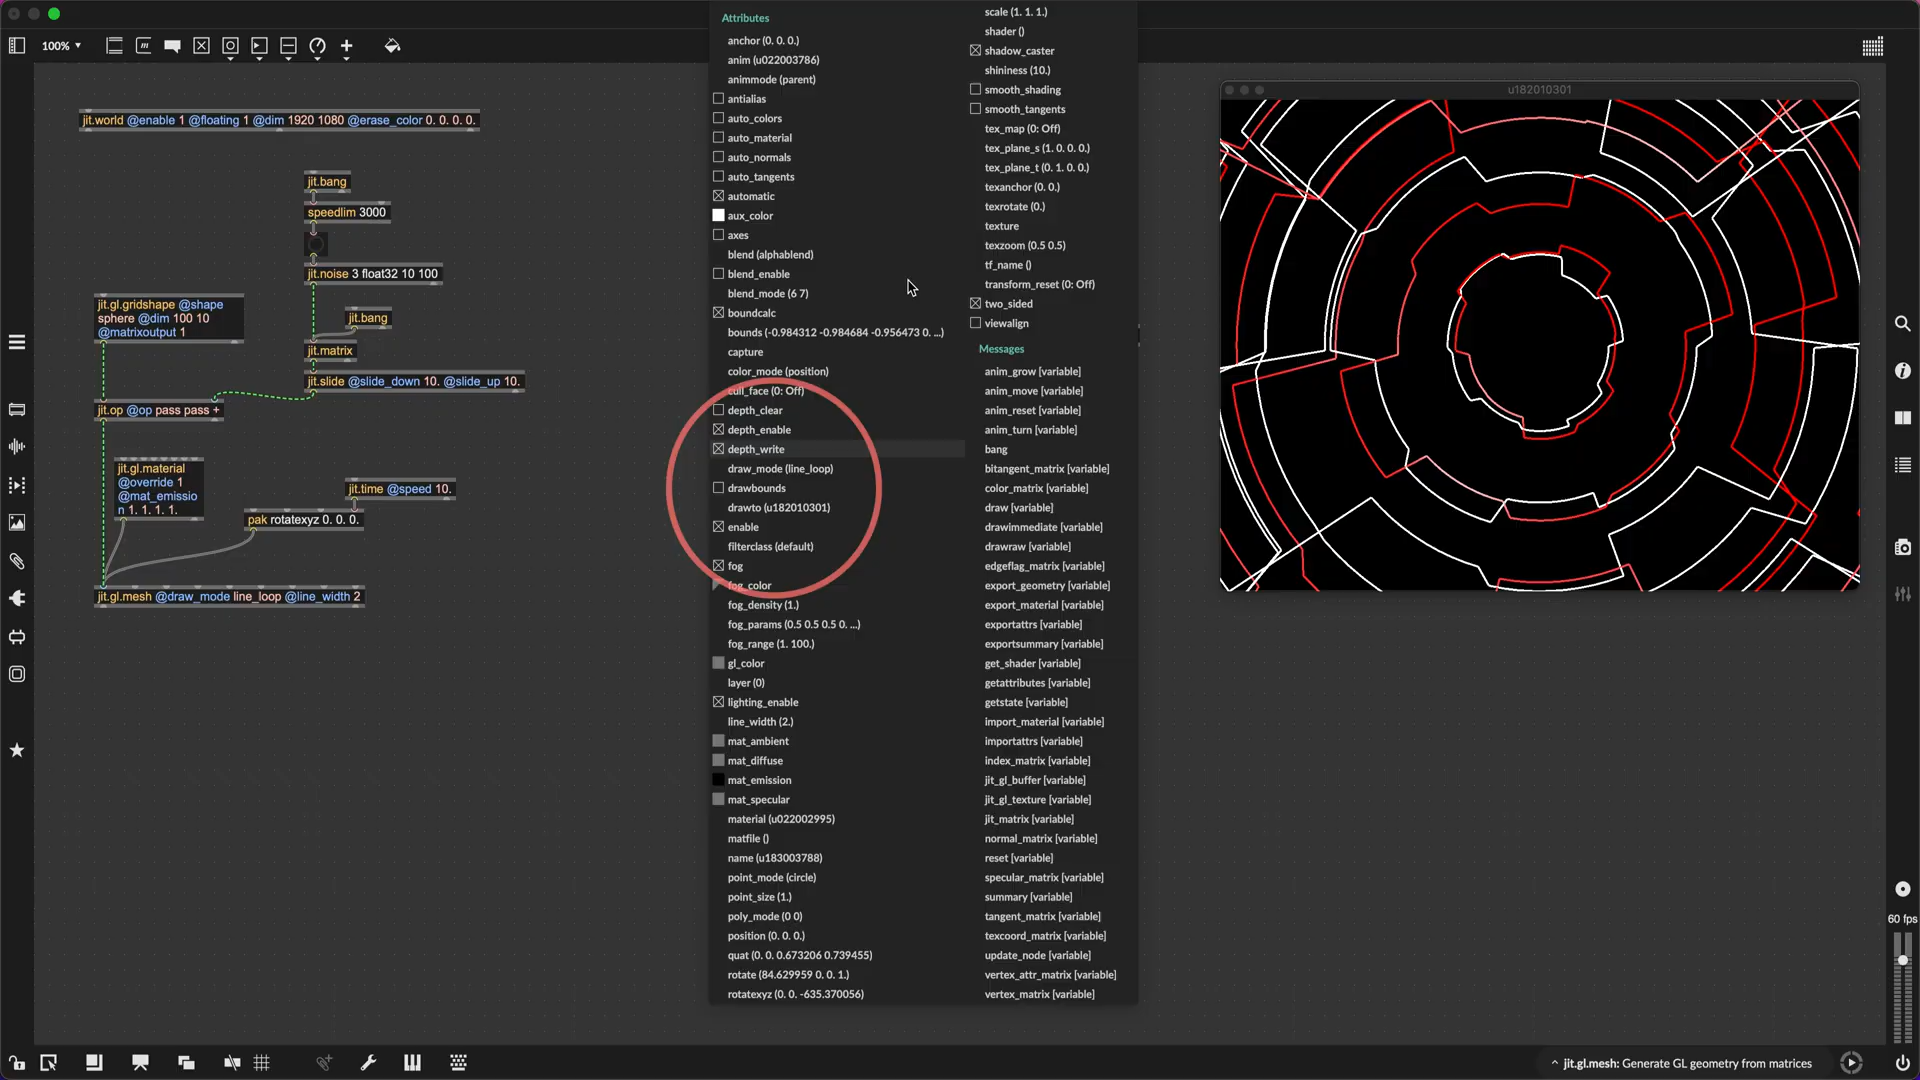 100%
jit.world @enable 1 @floating 1 @dim 1920 1080 @erase_color 0. 0. 0. 0.
jit.bang
speedlim 3000
jit.noise 3 float32 10 100
jit.gl.gridshape @shape
sphere @dim 100 10
@matrixoutput 1
jit.bang
jit.matrix
jit.slide @slide_down 10. @slide_up 10.
jit.op @op pass pass +
jit.gl.material
@override 1
@mat_emissio
n 1. 1. 1. 1.
jit.time @speed 10.
pak rotatexyz 0. 0. 0.
jit.gl.mesh @draw_mode line_loop @line_width 2
Attributes
anchor (0. 0. 0.)
anim (u022003786)
animmode (parent)
antialias
auto_colors
auto_material
auto_normals
auto_tangents
automatic
aux_color
axes
blend (alphablend)
blend_enable
blend_mode (6 7)
boundcalc
bounds (-0.984312 -0.984684 -0.956473 0. ...)
capture
color_mode (position)
cull_face (0: Off)
depth_clear
depth_enable
depth_write
draw_mode (line_loop)
drawbounds
drawto (u182010301)
enable
filterclass (default)
fog
fog_color
fog_density (1.)
fog_params (0.5 0.5 0.5 0. ...)
fog_range (1. 100.)
gl_color
layer (0)
lighting_enable
line_width (2.)
mat_ambient
mat_diffuse
mat_emission
mat_specular
material (u022002995)
matfile ()
name (u183003788)
point_mode (circle)
point_size (1.)
poly_mode (0 0)
position (0. 0. 0.)
quat (0. 0. 0.673206 0.739455)
rotate (84.629959 0. 0. 1.)
rotatexyz (0. 0. -635.370056)
scale (1. 1. 1.)
shader ()
shadow_caster
shininess (10.)
smooth_shading
smooth_tangents
tex_map (0: Off)
tex_plane_s (1. 0. 0. 0.)
tex_plane_t (0. 1. 0. 0.)
texanchor (0. 0.)
texrotate (0.)
texture
texzoom (0.5 0.5)
tf_name ()
transform_reset (0: Off)
two_sided
viewalign
Messages
anim_grow [variable]
anim_move [variable]
anim_reset [variable]
anim_turn [variable]
bang
bitangent_matrix [variable]
color_matrix [variable]
draw [variable]
drawimmediate [variable]
drawraw [variable]
edgeflag_matrix [variable]
export_geometry [variable]
export_material [variable]
exportattrs [variable]
exportsummary [variable]
get_shader [variable]
getattributes [variable]
getstate [variable]
import_material [variable]
importattrs [variable]
index_matrix [variable]
jit_gl_buffer [variable]
jit_gl_texture [variable]
jit_matrix [variable]
normal_matrix [variable]
reset [variable]
specular_matrix [variable]
summary [variable]
tangent_matrix [variable]
texcoord_matrix [variable]
update_node [variable]
vertex_attr_matrix [variable]
vertex_matrix [variable]
u182010301
60 fps
jit.gl.mesh: Generate GL geometry from matrices